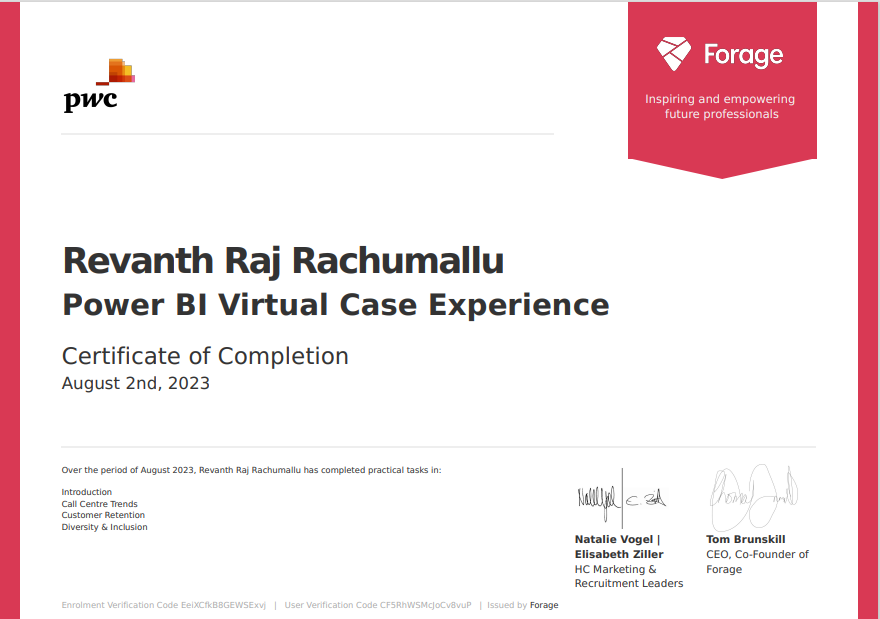 pwc
Forage
Inspiring and empowering
future professionals
Revanth Raj Rachumallu
Power BI Virtual Case Experience
Certificate of Completion
August 2nd, 2023
Over the period of August 2023, Revanth Raj Rachumallu has completed practical tasks in:
Introduction
Call Centre Trends
Customer Retention
Diversity & Inclusion
Natalie Vogel |
Elisabeth Ziller
HC Marketing &
Recruitment Leaders
Tom Brunskill
CEO, Co-Founder of
Forage
Enrolment Verification Code EeiXCfkB8GEWSExvj | User Verification Code CF5RhWSMcJoCv8vuP | Issued by Forage